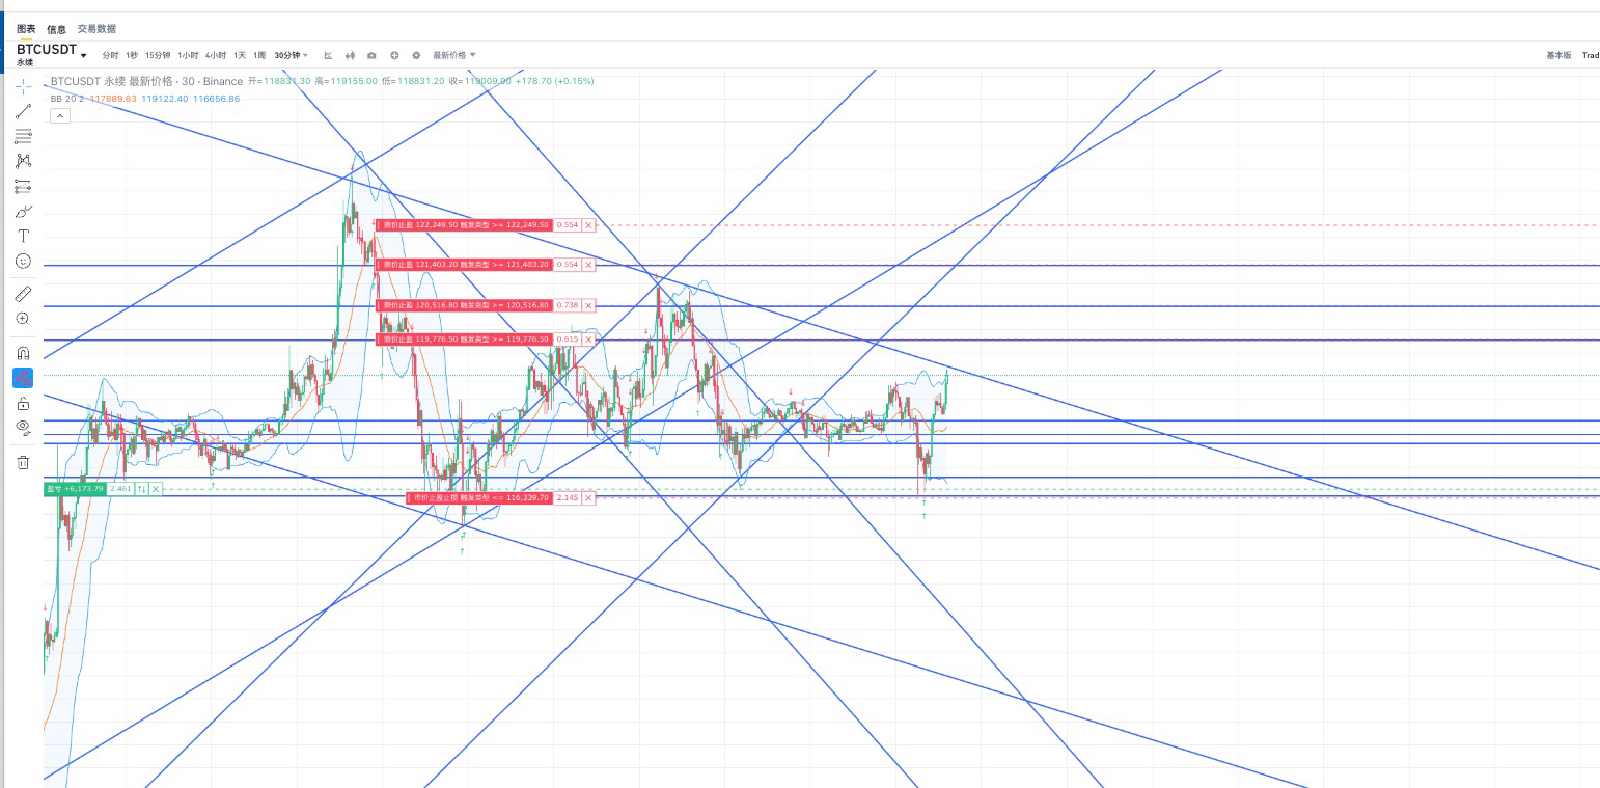 图表 信息 交易数据
BTCUSDT
永续
分时 1秒 15分钟 1小时 4小时 1天 1周 30分钟 最新价格 基本版 Trad
BTCUSDT 永续 最新价格 · 30 · Binance 开=118831.30 高=119155.00 低=118831.20 收=119009.90 +178.70 (+0.15%)
BB 20 2 117889.63 119122.40 116656.86
限价止盈 122,249.50 触发类型 >= 122,249.50 0.554
限价止盈 121,403.20 触发类型 >= 121,403.20 0.554
限价止盈 120,516.80 触发类型 >= 120,516.80 0.738
限价止盈 119,776.50 触发类型 >= 119,776.50 0.615
盈亏 +6,173.79 2.461
市价止盈止损 触发类型 <= 116,339.70 2.145